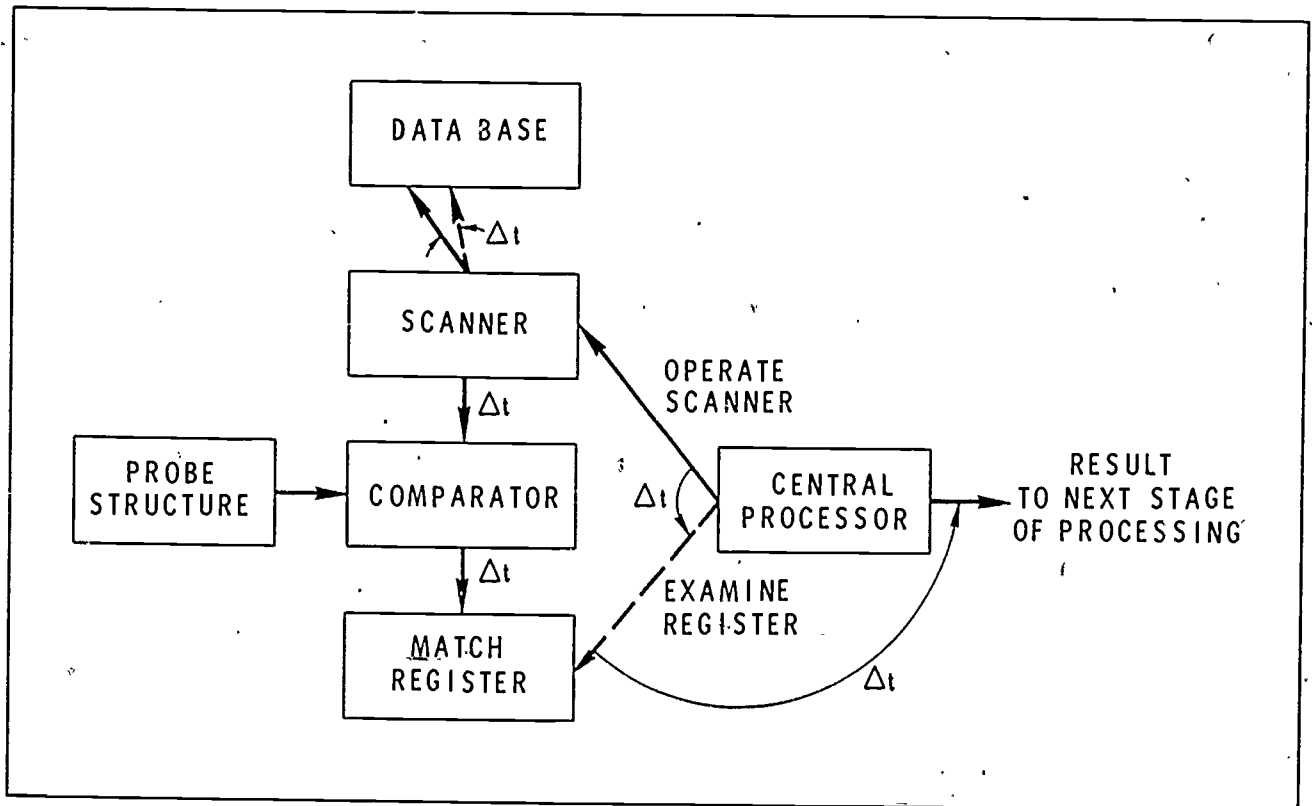 DATA BASE
Δt
SCANNER
OPERATE
SCANNER
Δt
PROBE
STRUCTURE
COMPARATOR
Δt
CENTRAL
PROCESSOR
RESULT
TO NEXT STAGE
OF PROCESSING
Δt
EXAMINE
REGISTER
MATCH
REGISTER
Δt